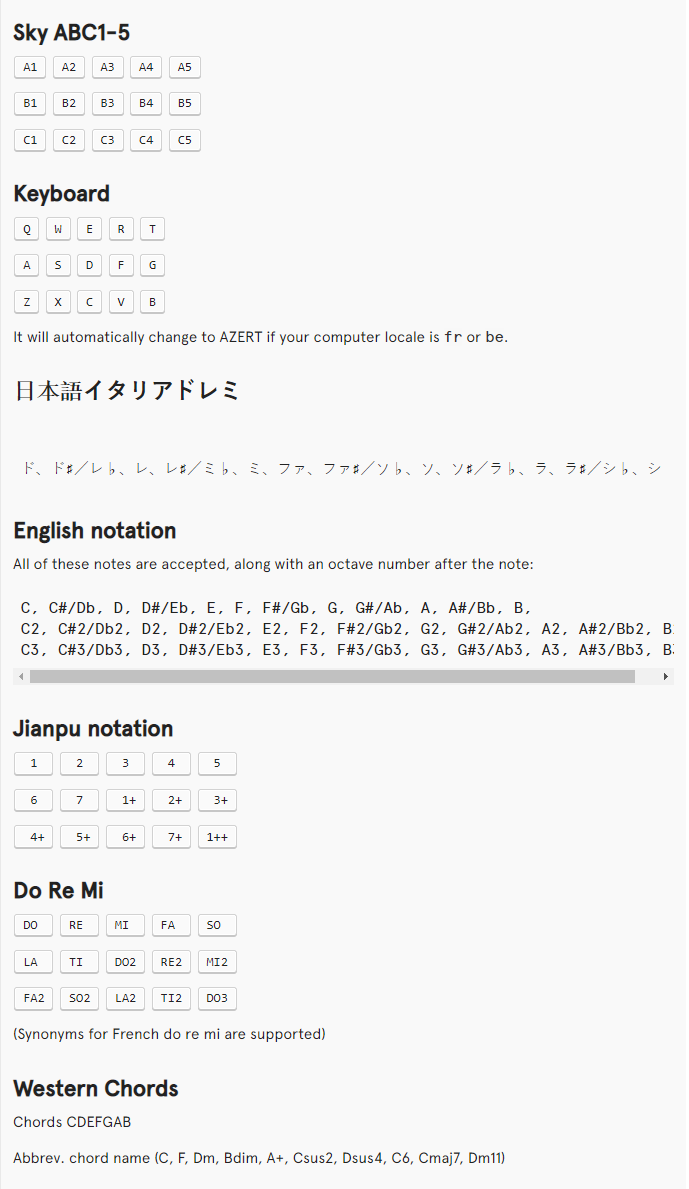 Sky ABC1-5
A1 A2 A3 A4 A5
B1 B2 B3 B4 B5
C1 C2 C3 C4 C5
Keyboard
Q W E R T
A S D F G
Z X C V B
It will automatically change to AZERT if your computer locale is fr or be.
日本語イタリアドレミ
ド、ド♯／レ♭、レ、レ♯／ミ♭、ミ、ファ、ファ♯／ソ♭、ソ、ソ♯／ラ♭、ラ、ラ♯／シ♭、シ
English notation
All of these notes are accepted, along with an octave number after the note:
C, C#/Db, D, D#/Eb, E, F, F#/Gb, G, G#/Ab, A, A#/Bb, B,
C2, C#2/Db2, D2, D#2/Eb2, E2, F2, F#2/Gb2, G2, G#2/Ab2, A2, A#2/Bb2, B2
C3, C#3/Db3, D3, D#3/Eb3, E3, F3, F#3/Gb3, G3, G#3/Ab3, A3, A#3/Bb3, B3
Jianpu notation
1 2 3 4 5
6 7 1+ 2+ 3+
4+ 5+ 6+ 7+ 1++
Do Re Mi
DO RE MI FA SO
LA TI DO2 RE2 MI2
FA2 SO2 LA2 TI2 DO3
(Synonyms for French do re mi are supported)
Western Chords
Chords CDEFGAB
Abbrev. chord name (C, F, Dm, Bdim, A+, Csus2, Dsus4, C6, Cmaj7, Dm11)